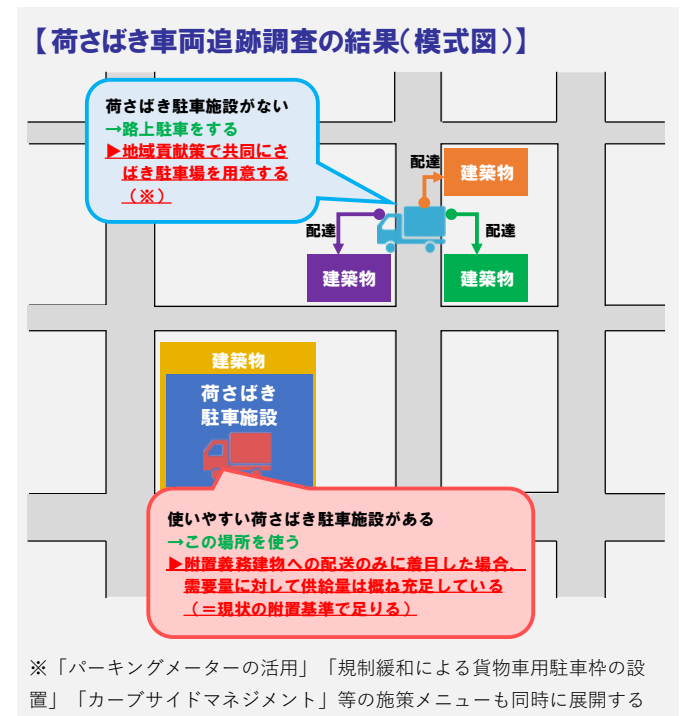 【荷さばき車両追跡調査の結果(模式図)】
荷さばき駐車施設がない
→路上駐車をする
▶地域貢献策で共同にさ
ばき駐車場を用意する
（※）
配達
建築物
配達
配達
建築物
建築物
建築物
荷さばき
駐車施設
使いやすい荷さばき駐車施設がある
→この場所を使う
▶附置義務建物への配送のみに着目した場合、
需要量に対して供給量は概ね充足している
（＝現状の附置基準で足りる）
※「パーキングメーターの活用」「規制緩和による貨物車用駐車枠の設
置」「カーブサイドマネジメント」等の施策メニューも同時に展開する